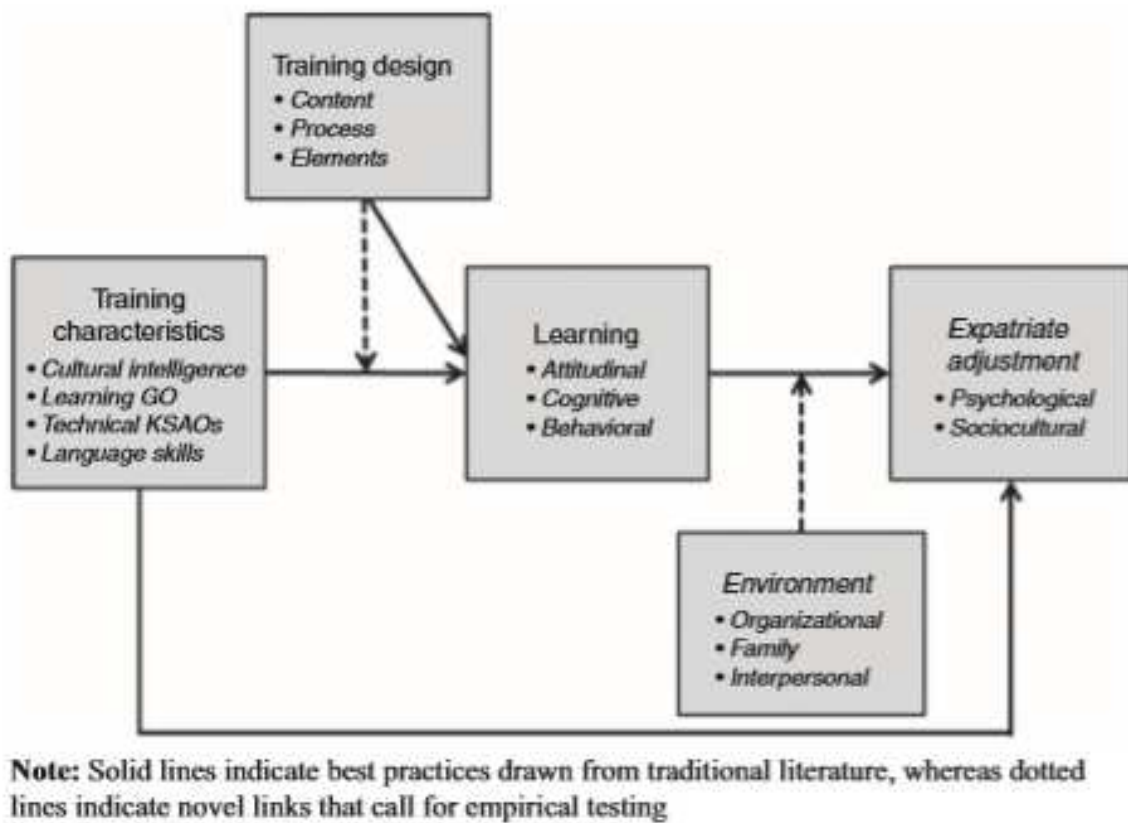 Training design
• Content
• Process
• Elements
Training
characteristics
• Cultural intelligence
• Learning GO
• Technical KSAOs
• Language skills
Learning
• Attitudinal
• Cognitive
• Behavioral
Expatriate
adjustment
• Psychological
• Sociocultural
Environment
• Organizational
• Family
• Interpersonal
Note: Solid lines indicate best practices drawn from traditional literature, whereas dotted
lines indicate novel links that call for empirical testing